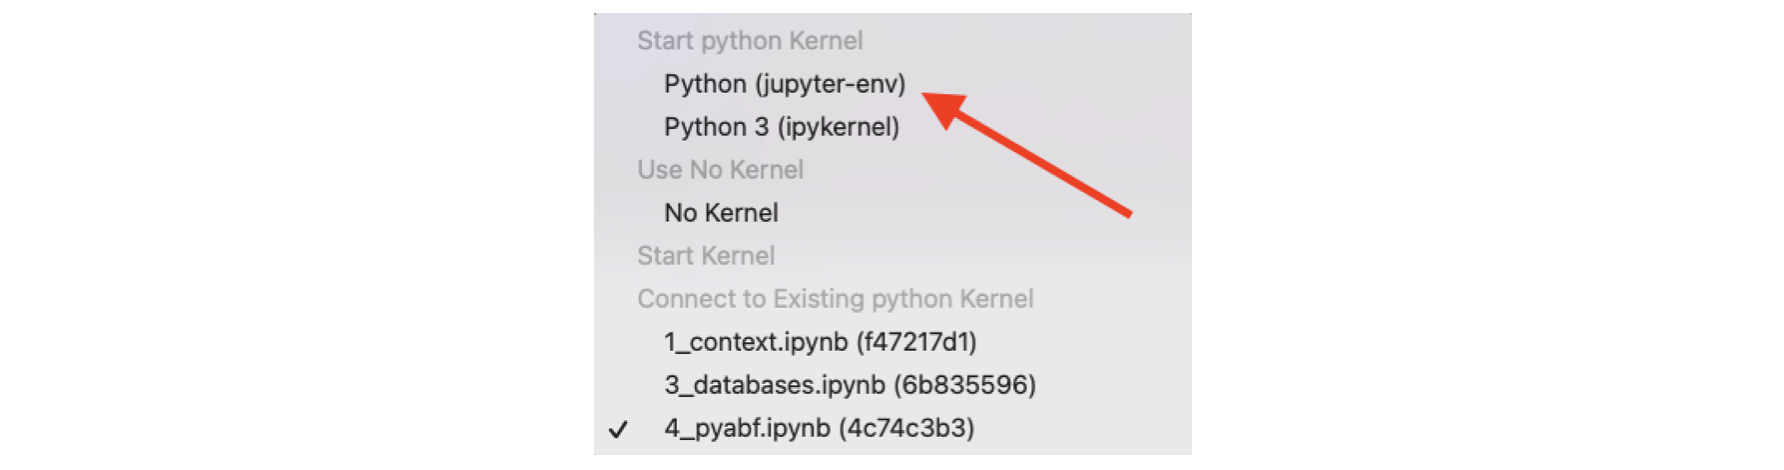 Start python Kernel
Python (jupyter-env)
Python 3 (ipykernel)
Use No Kernel
No Kernel
Start Kernel
Connect to Existing python Kernel
1_context.ipynb (f47217d1)
3_databases.ipynb (6b835596)
✓ 4_pyabf.ipynb (4c74c3b3)